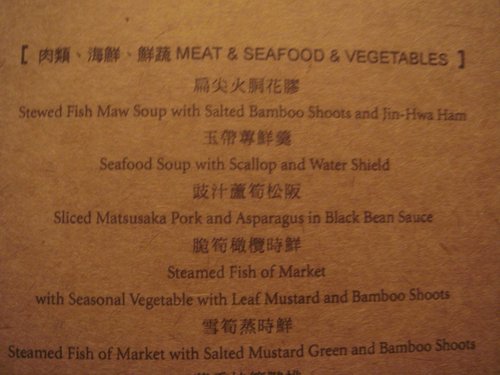 [ 肉類、海鮮、鮮蔬 MEAT & SEAFOOD & VEGETABLES ]
扁尖火胴花膠
Stewed Fish Maw Soup with Salted Bamboo Shoots and Jin-Hwa Ham
玉帶蓴鮮羹
Seafood Soup with Scallop and Water Shield
豉汁蘆筍松阪
Sliced Matsusaka Pork and Asparagus in Black Bean Sauce
脆筍橄欖時鮮
Steamed Fish of Market
with Seasonal Vegetable with Leaf Mustard and Bamboo Shoots
雪筍蒸時鮮
Steamed Fish of Market with Salted Mustard Green and Bamboo Shoots